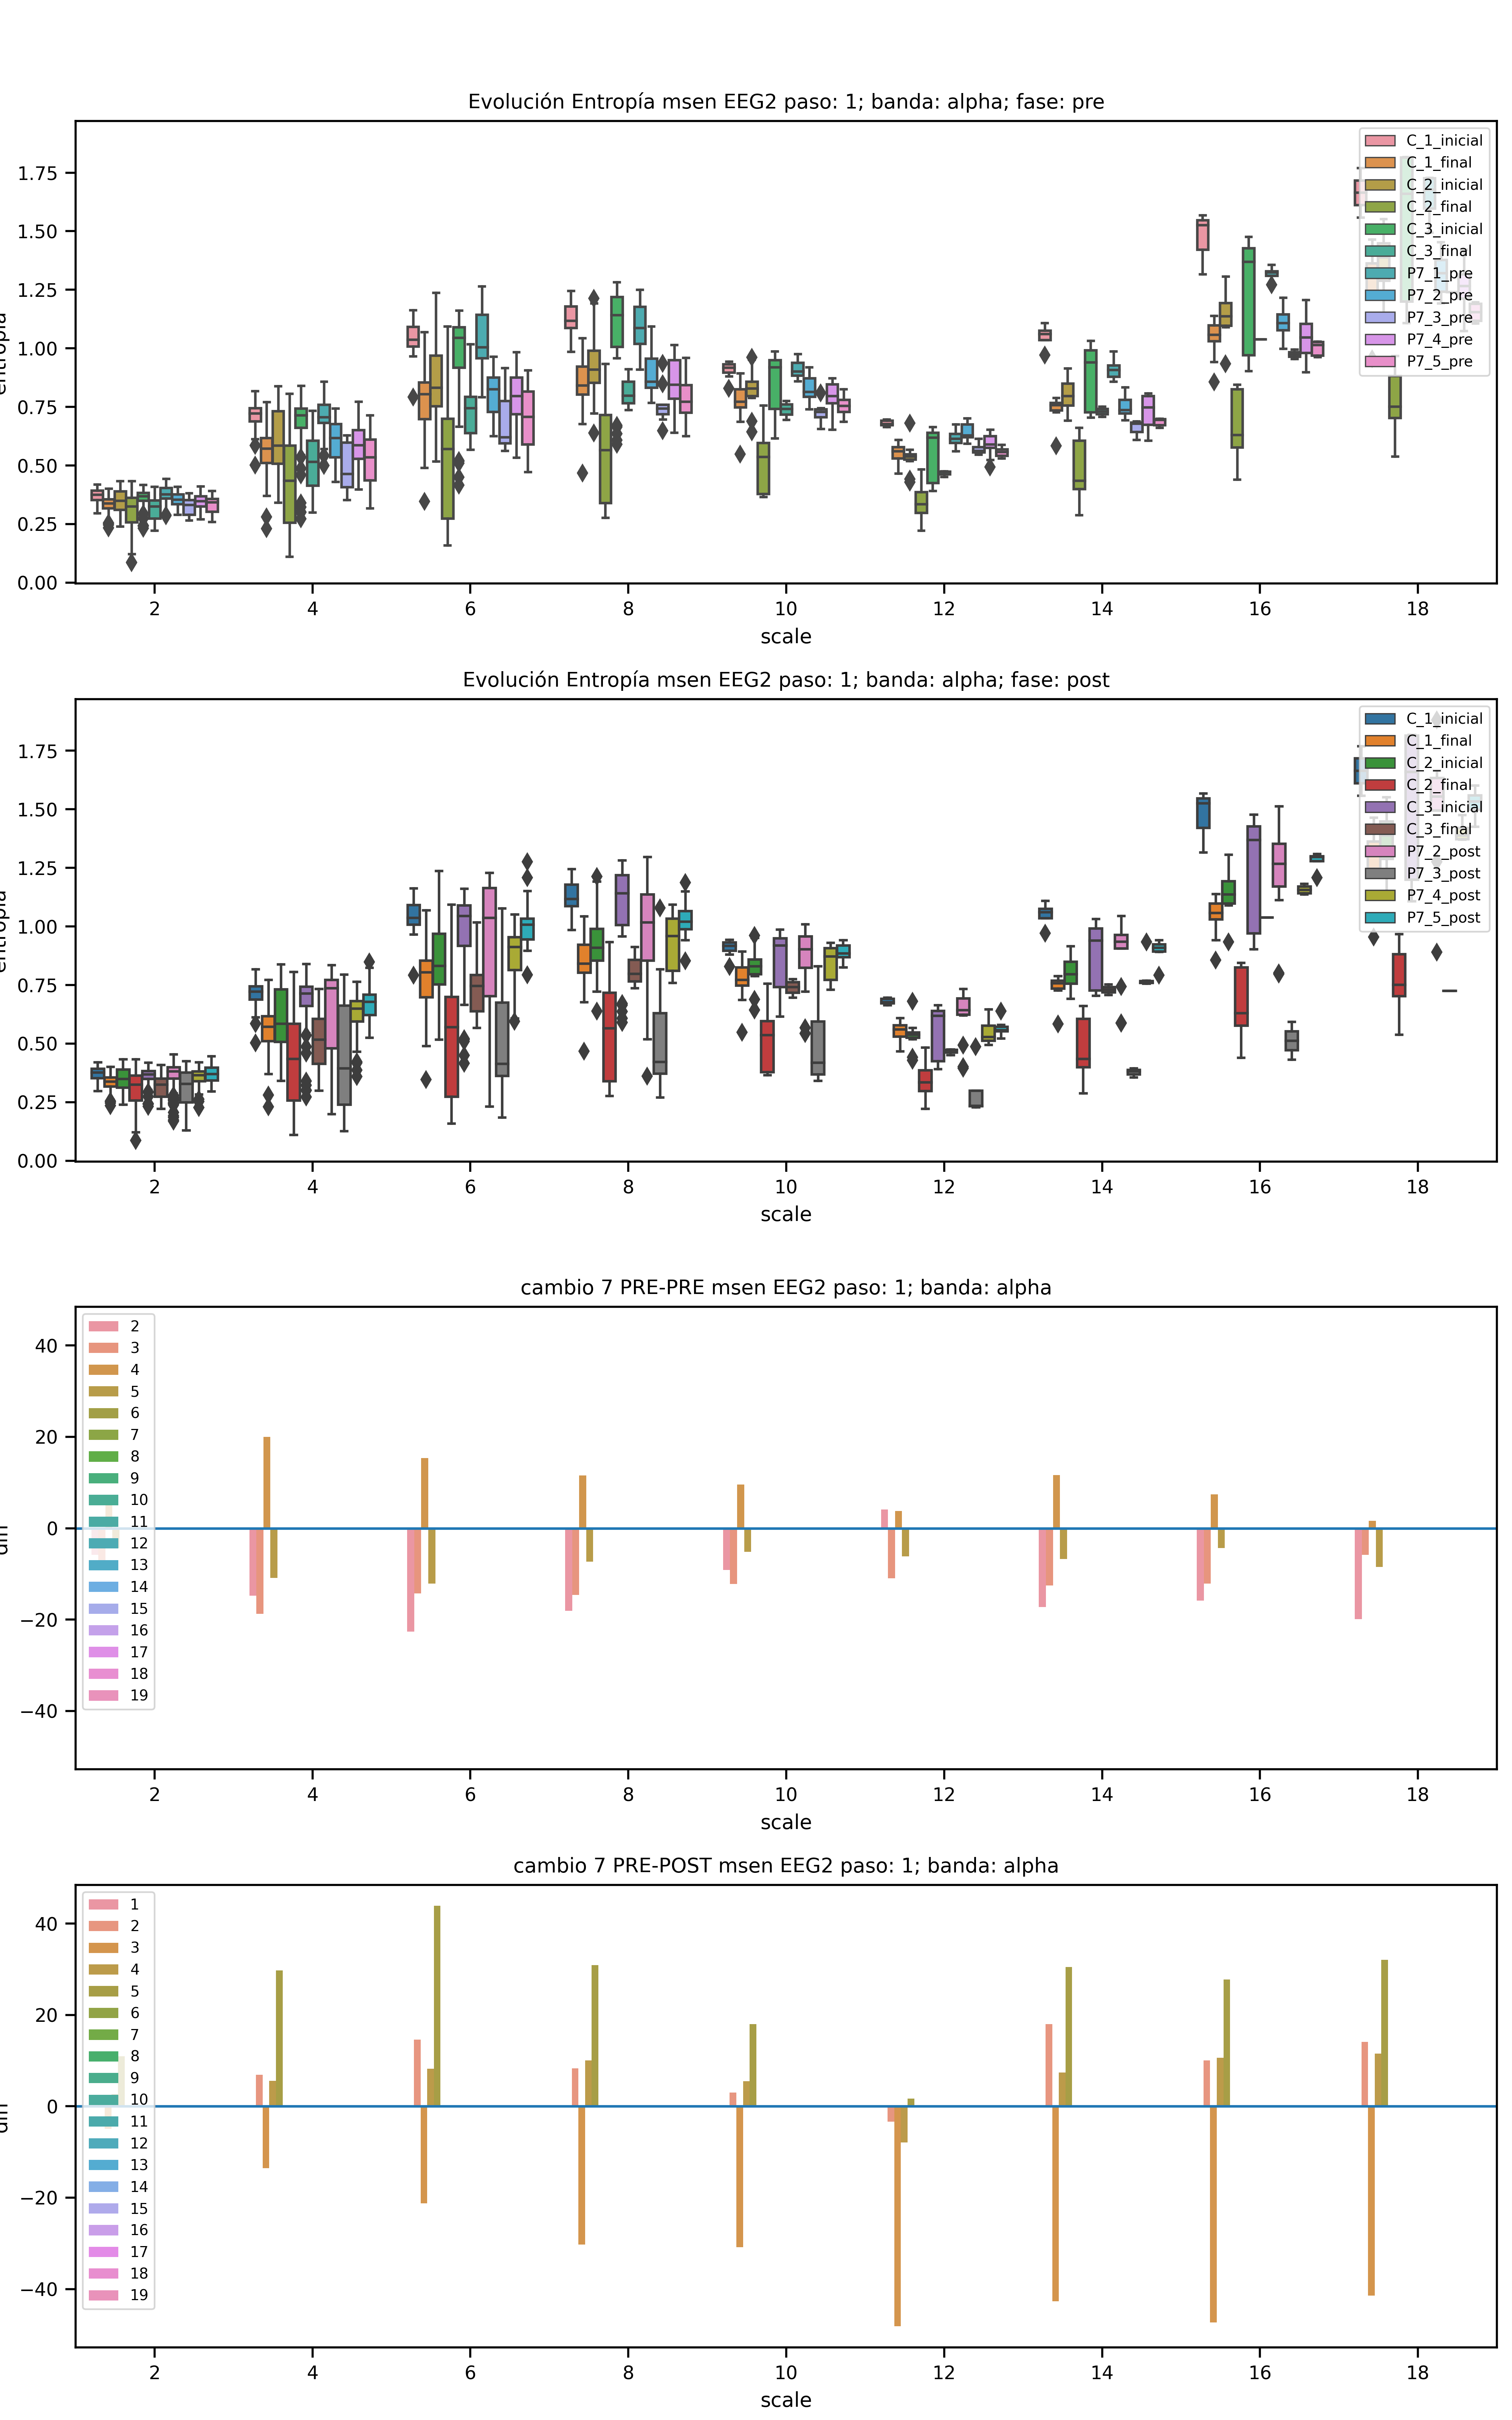 Evolución Entropía msen EEG2 paso: 1; banda: alpha; fase: pre
1.75
1.50
1.25
1.00
0.75
0.50
0.25
0.00
C_1_inicial
C_1_final
C_2_inicial
C_2_final
C_3_inicial
C_3_final
P7_1_pre
P7_2_pre
P7_3_pre
P7_4_pre
P7_5_pre
2 4 6 8 10 12 14 16 18
scale
Evolución Entropía msen EEG2 paso: 1; banda: alpha; fase: post
1.75
1.50
1.25
1.00
0.75
0.50
0.25
0.00
C_1_inicial
C_1_final
C_2_inicial
C_2_final
C_3_inicial
C_3_final
P7_2_post
P7_3_post
P7_4_post
P7_5_post
2 4 6 8 10 12 14 16 18
scale
cambio 7 PRE-PRE msen EEG2 paso: 1; banda: alpha
40
20
0
−20
−40
2
3
4
5
6
7
8
9
10
11
12
13
14
15
16
17
18
19
2 4 6 8 10 12 14 16 18
scale
cambio 7 PRE-POST msen EEG2 paso: 1; banda: alpha
40
20
0
−20
−40
1
2
3
4
5
6
7
8
9
10
11
12
13
14
15
16
17
18
19
2 4 6 8 10 12 14 16 18
scale